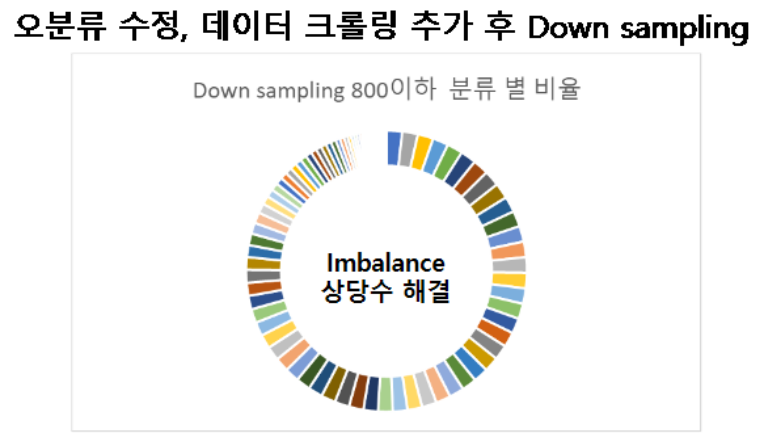 오분류 수정, 데이터 크롤링 추가 후 Down sampling
Down sampling 800이하 분류 별 비율
Imbalance
상당수 해결